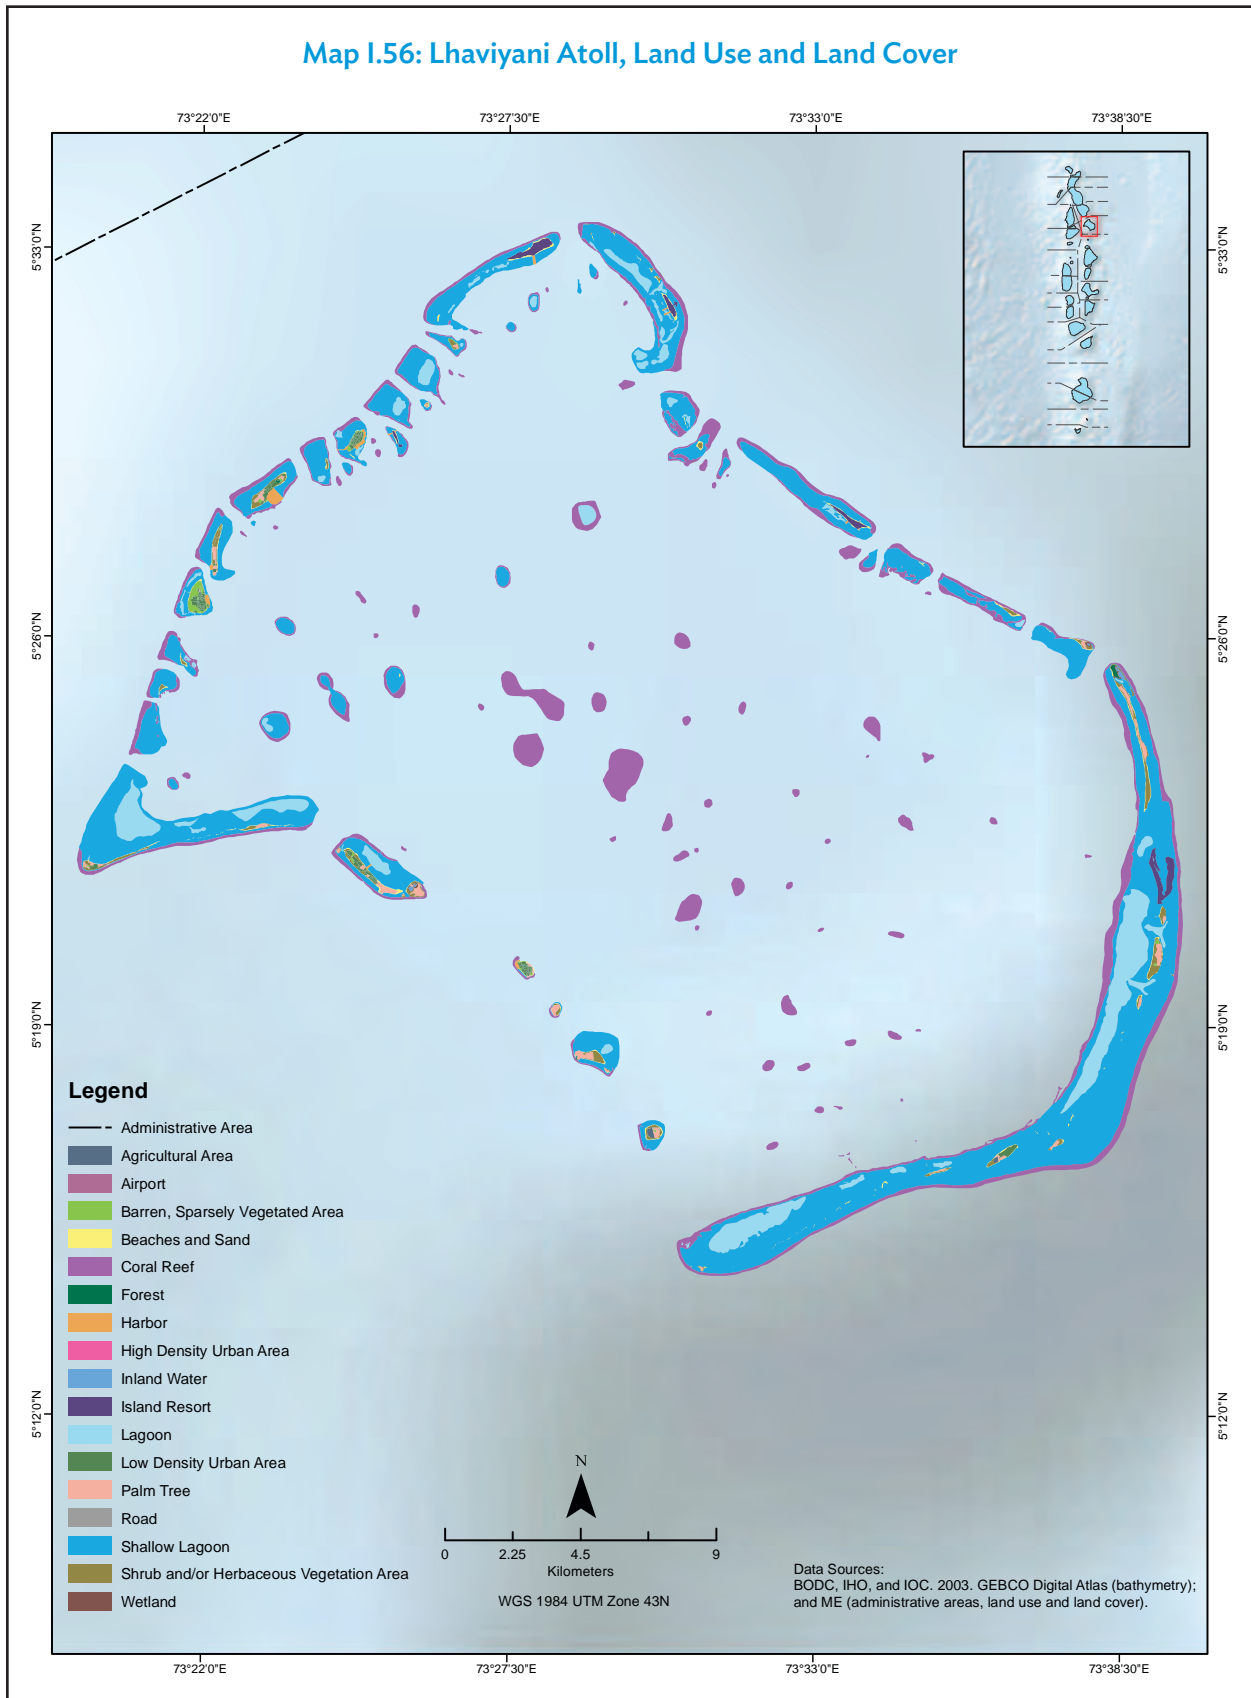 Map I.56: Lhaviyani Atoll, Land Use and Land Cover
73°22'0"E
73°27'30"E
73°33'0"E
73°38'30"E
5°33'0"N
5°33'0"N
5°26'0"N
5°26'0"N
5°19'0"N
5°19'0"N
5°12'0"N
5°12'0"N
Legend
Administrative Area
Agricultural Area
Airport
Barren, Sparsely Vegetated Area
Beaches and Sand
Coral Reef
Forest
Harbor
High Density Urban Area
Inland Water
Island Resort
Lagoon
Low Density Urban Area
Palm Tree
Road
Shallow Lagoon
Shrub and/or Herbaceous Vegetation Area
Wetland
N
0 2.25 4.5 9
Kilometers
WGS 1984 UTM Zone 43N
Data Sources:
BODC, IHO, and IOC. 2003. GEBCO Digital Atlas (bathymetry);
and ME (administrative areas, land use and land cover).
73°22'0"E
73°27'30"E
73°33'0"E
73°38'30"E